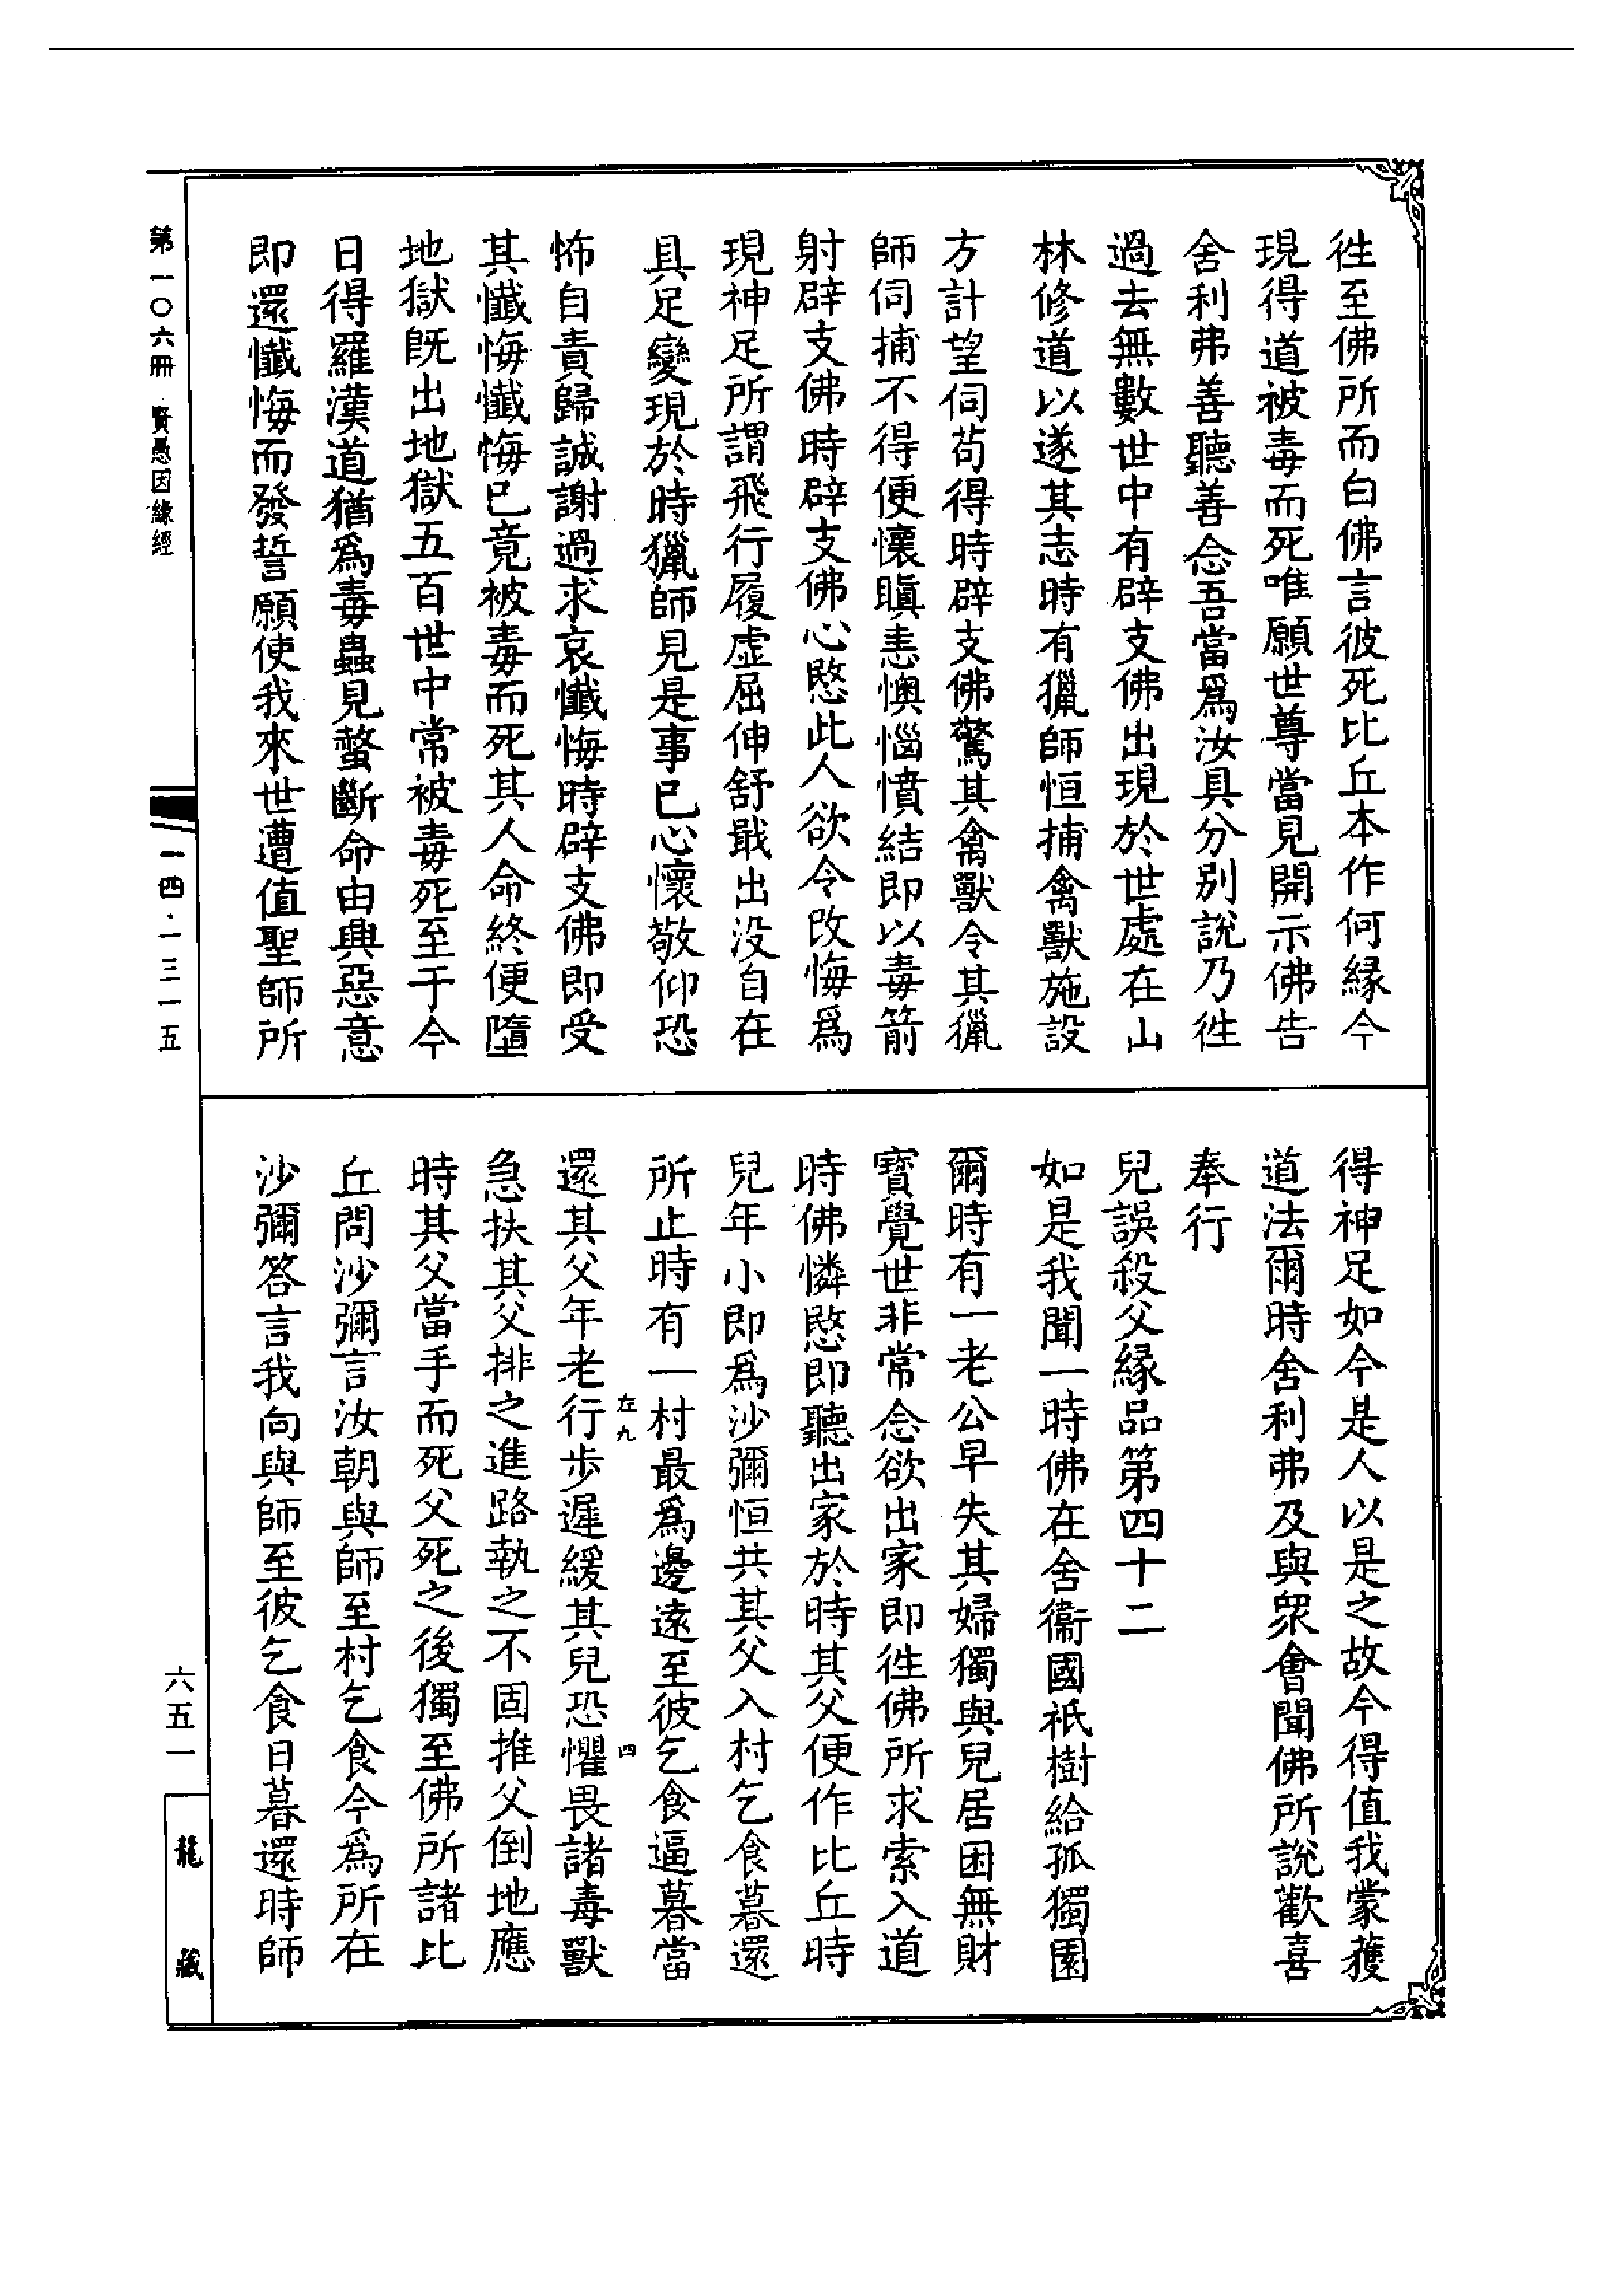 徃至佛所而白佛言彼死比丘本作何緣今
現得道被毒而死唯願世尊當見開示佛告
舍利弗善聽善念吾當爲汝具分別說乃徃
過去無數世中有辟支佛出現於世處在山
林修道以遂其志時有獵師恒捕禽獸施設
方計望伺苟得時辟支佛驚其禽獸令其獵
師伺捕不得便懷瞋恚懊惱憤結即以毒箭
射辟支佛時辟支佛心愍此人欲令改悔爲
現神足所謂飛行履虛屈伸舒戢出没自在
具足變現於時獵師見是事已心懷敬仰恐
怖自責歸誠謝過求哀懺悔時辟支佛即受
其懺悔懺悔已竟被毒而死其人命終便墮
地獄旣出地獄五百世中常被毒死至于今
日得羅漢道猶爲毒蟲見螫斷命由興惡意
即還懺悔而發誓願使我來世遭值聖師所
得神足如今是人以是之故今得值我蒙獲
道法爾時舍利弗及與衆會聞佛所說歡喜
奉行
兒誤殺父緣品第四十二
如是我聞一時佛在舍衞國祇樹給孤獨園
爾時有一老公早失其婦獨與兒居困無財
寶覺世非常念欲出家即徃佛所求索入道
時佛憐愍即聽出家於時其父便作比丘時
兒年小即爲沙彌恒共其父入村乞食暮還
所止時有一村最爲邊遠至彼乞食逼暮當
左九
四
還其父年老行步遲緩其兒恐懼畏諸毒獸
急扶其父排之進路執之不固推父倒地應
時其父當手而死父死之後獨至佛所諸比
丘問沙彌言汝朝與師至村乞食今爲所在
沙彌答言我向與師至彼乞食日暮還時師
第一〇六冊 賢愚因緣經
一四·一三一五
六五一
龍藏